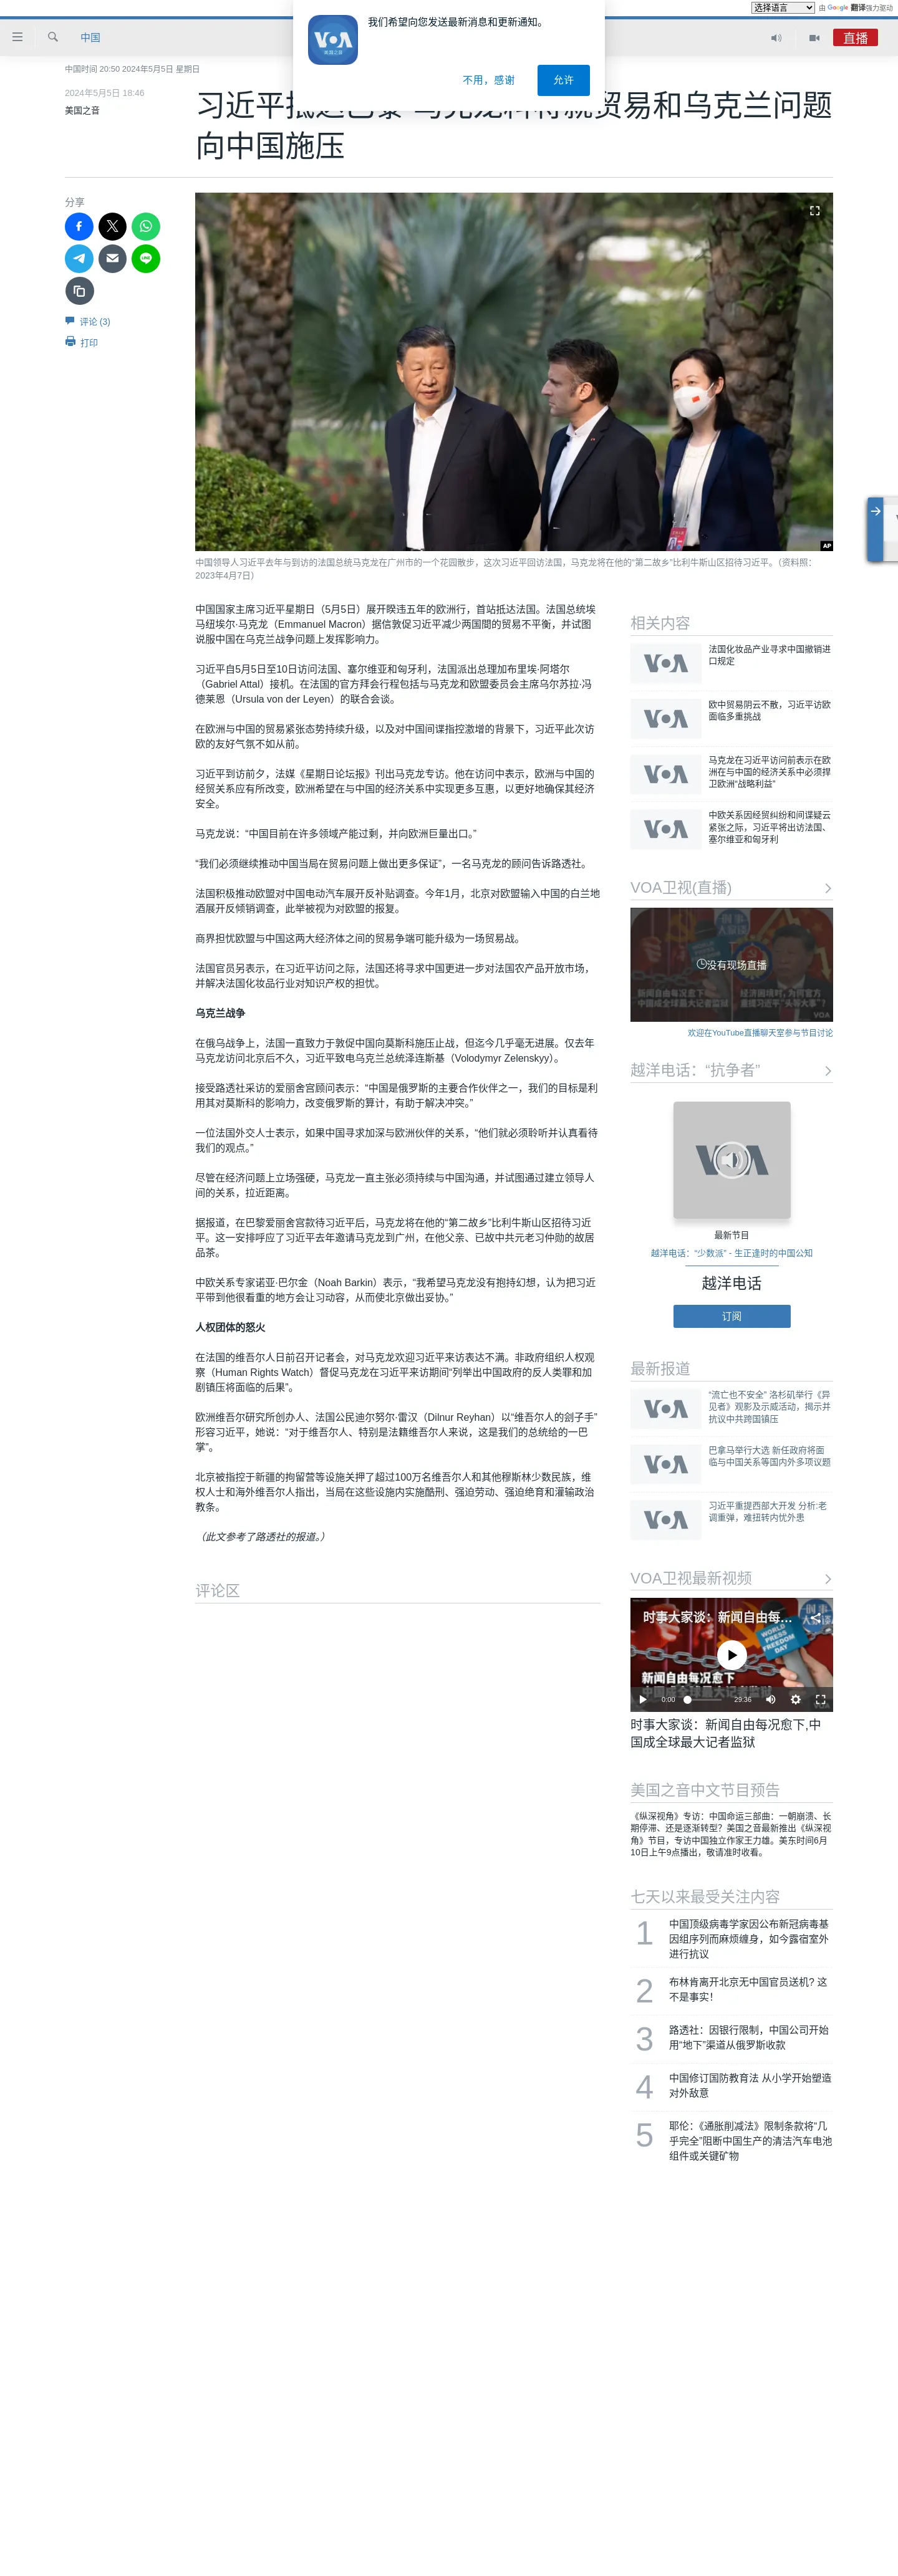 选择语言 由 Google 翻译强力驱动
我们希望向您发送最新消息和更新通知。
VOA
美国之音
不用，感谢
允许
中国
直播
中国时间 20:50 2024年5月5日 星期日
2024年5月5日 18:46
美国之音
习近平抵达巴黎 马克龙料将就贸易和乌克兰问题
向中国施压
分享
评论 (3)
打印
AP
中国领导人习近平去年与到访的法国总统马克龙在广州市的一个花园散步，这次习近平回访法国，马克龙将在他的“第二故乡”比利牛斯山区招待习近平。（资料照：
2023年4月7日）
中国国家主席习近平星期日（5月5日）展开暌违五年的欧洲行，首站抵达法国。法国总统埃
马纽埃尔·马克龙（Emmanuel Macron）据信敦促习近平减少两国間的贸易不平衡，并试图
说服中国在乌克兰战争问题上发挥影响力。
习近平自5月5日至10日访问法国、塞尔维亚和匈牙利，法国派出总理加布里埃·阿塔尔
（Gabriel Attal）接机。在法国的官方拜会行程包括与马克龙和欧盟委员会主席乌尔苏拉·冯
德莱恩（Ursula von der Leyen）的联合会谈。
在欧洲与中国的贸易紧张态势持续升级，以及对中国间谍指控激增的背景下，习近平此次访
欧的友好气氛不如从前。
习近平到访前夕，法媒《星期日论坛报》刊出马克龙专访。他在访问中表示，欧洲与中国的
经贸关系应有所改变，欧洲希望在与中国的经济关系中实现更多互惠，以更好地确保其经济
安全。
马克龙说：“中国目前在许多领域产能过剩，并向欧洲巨量出口。”
“我们必须继续推动中国当局在贸易问题上做出更多保证”，一名马克龙的顾问告诉路透社。
法国积极推动欧盟对中国电动汽车展开反补贴调查。今年1月，北京对欧盟输入中国的白兰地
酒展开反倾销调查，此举被视为对欧盟的报复。
商界担忧欧盟与中国这两大经济体之间的贸易争端可能升级为一场贸易战。
法国官员另表示，在习近平访问之际，法国还将寻求中国更进一步对法国农产品开放市场，
并解决法国化妆品行业对知识产权的担忧。
乌克兰战争
在俄乌战争上，法国一直致力于敦促中国向莫斯科施压止战，但迄今几乎毫无进展。仅去年
马克龙访问北京后不久，习近平致电乌克兰总统泽连斯基（Volodymyr Zelenskyy）。
接受路透社采访的爱丽舍宫顾问表示：“中国是俄罗斯的主要合作伙伴之一，我们的目标是利
用其对莫斯科的影响力，改变俄罗斯的算计，有助于解决冲突。”
一位法国外交人士表示，如果中国寻求加深与欧洲伙伴的关系，“他们就必须聆听并认真看待
我们的观点。”
尽管在经济问题上立场强硬，马克龙一直主张必须持续与中国沟通，并试图通过建立领导人
间的关系，拉近距离。
据报道，在巴黎爱丽舍宫款待习近平后，马克龙将在他的“第二故乡”比利牛斯山区招待习近
平。这一安排呼应了习近平去年邀请马克龙到广州，在他父亲、已故中共元老习仲勋的故居
品茶。
中欧关系专家诺亚·巴尔金（Noah Barkin）表示，“我希望马克龙没有抱持幻想，认为把习近
平带到他很看重的地方会让习动容，从而使北京做出妥协。”
人权团体的怒火
在法国的维吾尔人日前召开记者会，对马克龙欢迎习近平来访表达不满。非政府组织人权观
察（Human Rights Watch）督促马克龙在习近平来访期间“列举出中国政府的反人类罪和加
剧镇压将面临的后果”。
欧洲维吾尔研究所创办人、法国公民迪尔努尔·雷汉（Dilnur Reyhan）以“维吾尔人的刽子手”
形容习近平，她说：“对于维吾尔人、特别是法籍维吾尔人来说，这是我们的总统给的一巴
掌”。
北京被指控于新疆的拘留营等设施关押了超过100万名维吾尔人和其他穆斯林少数民族，维
权人士和海外维吾尔人指出，当局在这些设施内实施酷刑、强迫劳动、强迫绝育和灌输政治
教条。
（此文参考了路透社的报道。）
评论区
相关内容
法国化妆品产业寻求中国撤销进
口规定
欧中贸易阴云不散，习近平访欧
面临多重挑战
马克龙在习近平访问前表示在欧
洲在与中国的经济关系中必须捍
卫欧洲“战略利益”
中欧关系因经贸纠纷和间谍疑云
紧张之际，习近平将出访法国、
塞尔维亚和匈牙利
VOA卫视(直播)
没有现场直播
欢迎在YouTube直播聊天室参与节目讨论
越洋电话：“抗争者”
VOA
最新节目
越洋电话：“少数派” - 生正逢时的中国公知
越洋电话
订阅
最新报道
“流亡也不安全” 洛杉矶举行《异
见者》观影及示威活动，揭示并
抗议中共跨国镇压
巴拿马举行大选 新任政府将面
临与中国关系等国内外多项议题
习近平重提西部大开发 分析:老
调重弹，难扭转内忧外患
VOA卫视最新视频
时事大家谈：新闻自由每...
WORLD PRESS FREEDOM DAY
新闻自由每况愈下
中国成全球最大记者监狱
0:00 29:36
时事大家谈：新闻自由每况愈下,中
国成全球最大记者监狱
美国之音中文节目预告
《纵深视角》专访：中国命运三部曲：一朝崩溃、长
期停滞、还是逐渐转型？美国之音最新推出《纵深视
角》节目，专访中国独立作家王力雄。美东时间6月
10日上午9点播出，敬请准时收看。
七天以来最受关注内容
1 中国顶级病毒学家因公布新冠病毒基
因组序列而麻烦缠身，如今露宿室外
进行抗议
2 布林肯离开北京无中国官员送机? 这
不是事实！
3 路透社：因银行限制，中国公司开始
用“地下”渠道从俄罗斯收款
4 中国修订国防教育法 从小学开始塑造
对外敌意
5 耶伦：《通胀削减法》限制条款将“几
乎完全”阻断中国生产的清洁汽车电池
组件或关键矿物